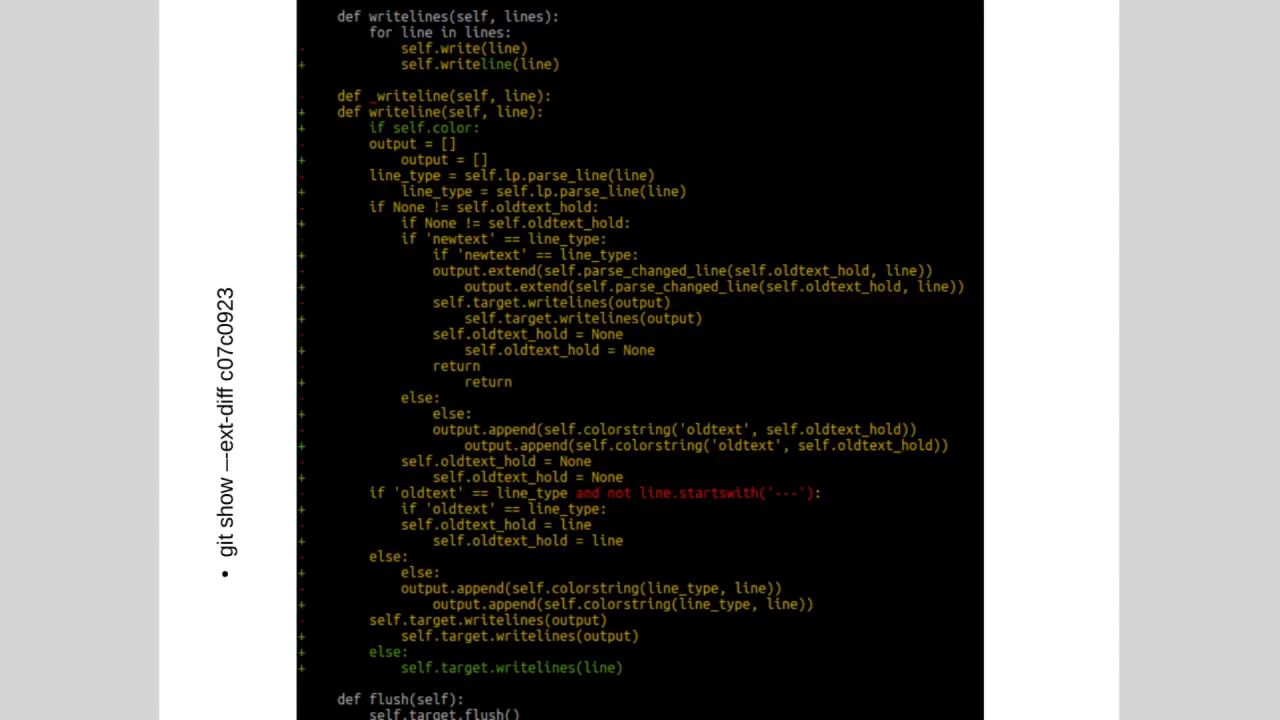 • git show —-ext-diff c07c0923
    def writelines(self, lines):
        for line in lines:
-           self.write(line)
+           self.writeline(line)

-   def _writeline(self, line):
+   def writeline(self, line):
+       if self.color:
-       output = []
+           output = []
-       line_type = self.lp.parse_line(line)
+           line_type = self.lp.parse_line(line)
-       if None != self.oldtext_hold:
+           if None != self.oldtext_hold:
-           if 'newtext' == line_type:
+               if 'newtext' == line_type:
-               output.extend(self.parse_changed_line(self.oldtext_hold, line))
+                   output.extend(self.parse_changed_line(self.oldtext_hold, line))
-               self.target.writelines(output)
+                   self.target.writelines(output)
-               self.oldtext_hold = None
+                   self.oldtext_hold = None
-               return
+                   return
-           else:
+               else:
-               output.append(self.colorstring('oldtext', self.oldtext_hold))
+                   output.append(self.colorstring('oldtext', self.oldtext_hold))
-           self.oldtext_hold = None
+               self.oldtext_hold = None
-       if 'oldtext' == line_type and not line.startswith('---'):
+           if 'oldtext' == line_type:
-           self.oldtext_hold = line
+               self.oldtext_hold = line
-       else:
+           else:
-           output.append(self.colorstring(line_type, line))
+               output.append(self.colorstring(line_type, line))
-       self.target.writelines(output)
+           self.target.writelines(output)
+       else:
+           self.target.writelines(line)

    def flush(self):
        self.target.flush()